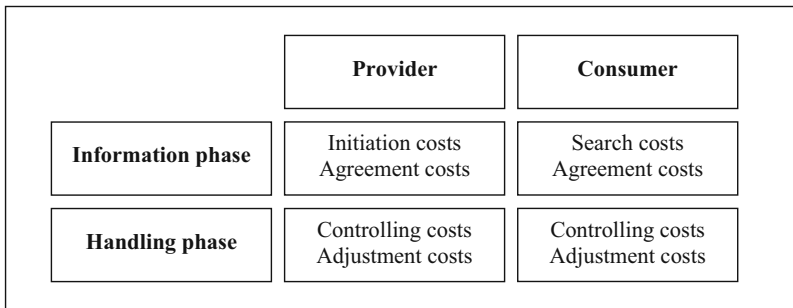 Provider
Consumer
Information phase
Initiation costs
Agreement costs
Search costs
Agreement costs
Handling phase
Controlling costs
Adjustment costs
Controlling costs
Adjustment costs